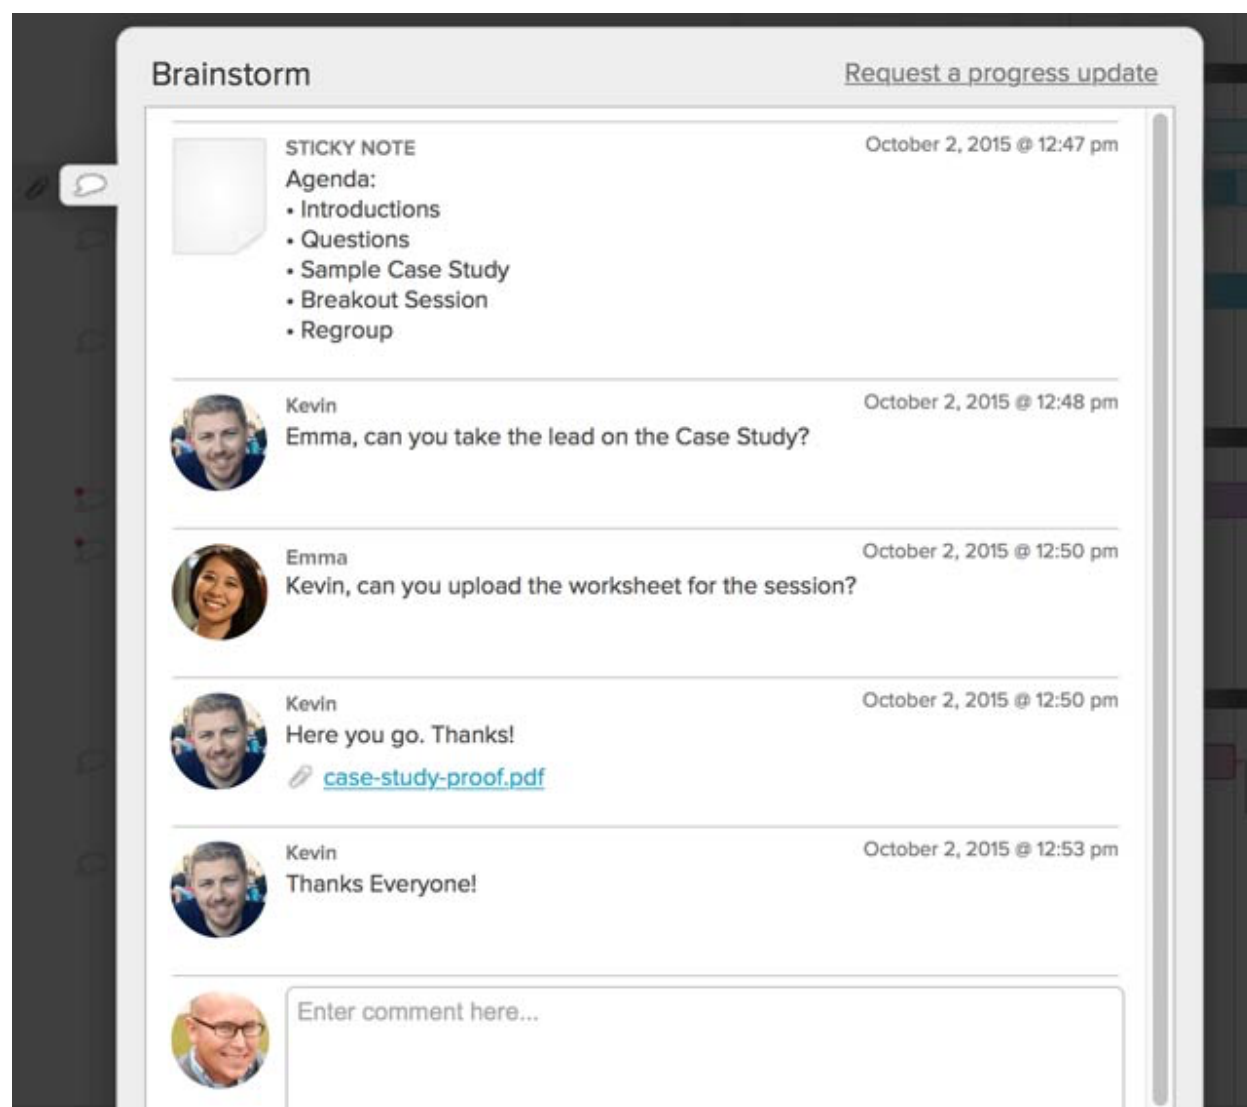 Brainstorm
Request a progress update
STICKY NOTE
October 2, 2015 @ 12:47 pm
Agenda:
• Introductions
• Questions
• Sample Case Study
• Breakout Session
• Regroup
Kevin
October 2, 2015 @ 12:48 pm
Emma, can you take the lead on the Case Study?
Emma
October 2, 2015 @ 12:50 pm
Kevin, can you upload the worksheet for the session?
Kevin
October 2, 2015 @ 12:50 pm
Here you go. Thanks!
case-study-proof.pdf
Kevin
October 2, 2015 @ 12:53 pm
Thanks Everyone!
Enter comment here...